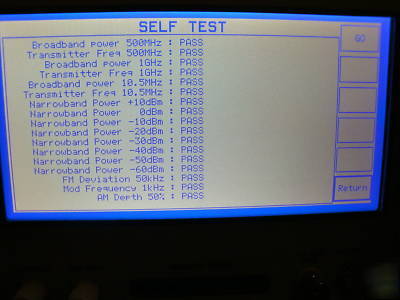 SELF TEST
GO
Broadband power 500MHz : PASS
Transmitter Freq 500MHz : PASS
Broadband power 1GHz : PASS
Transmitter Freq 1GHz : PASS
Broadband power 10.5MHz : PASS
Transmitter Freq 10.5MHz : PASS
Narrowband Power +10dBm : PASS
Narrowband Power 0dBm : PASS
Narrowband Power -10dBm : PASS
Narrowband Power -20dBm : PASS
Narrowband Power -30dBm : PASS
Narrowband Power -40dBm : PASS
Narrowband Power -50dBm : PASS
Narrowband Power -60dBm : PASS
FM Deviation 50kHz : PASS
Mod Frequency 1kHz : PASS
AM Depth 50% : PASS
Return